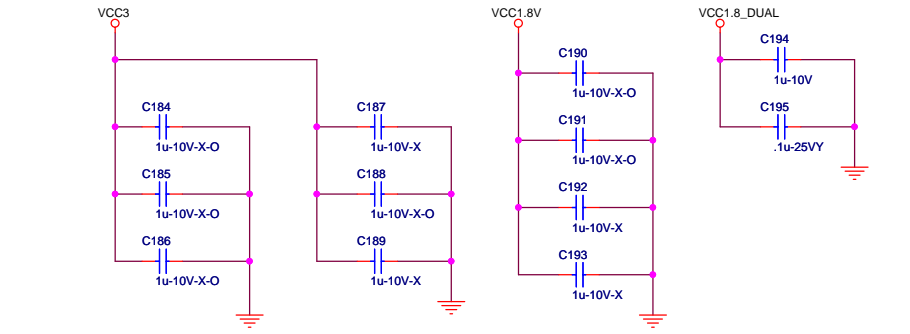 VCC3
VCC1.8V
VCC1.8_DUAL
C184
1u-10V-X-O
C185
1u-10V-X-O
C186
1u-10V-X-O
C187
1u-10V-X
C188
1u-10V-X-O
C189
1u-10V-X
C190
1u-10V-X-O
C191
1u-10V-X-O
C192
1u-10V-X
C193
1u-10V-X
C194
1u-10V
C195
.1u-25VY